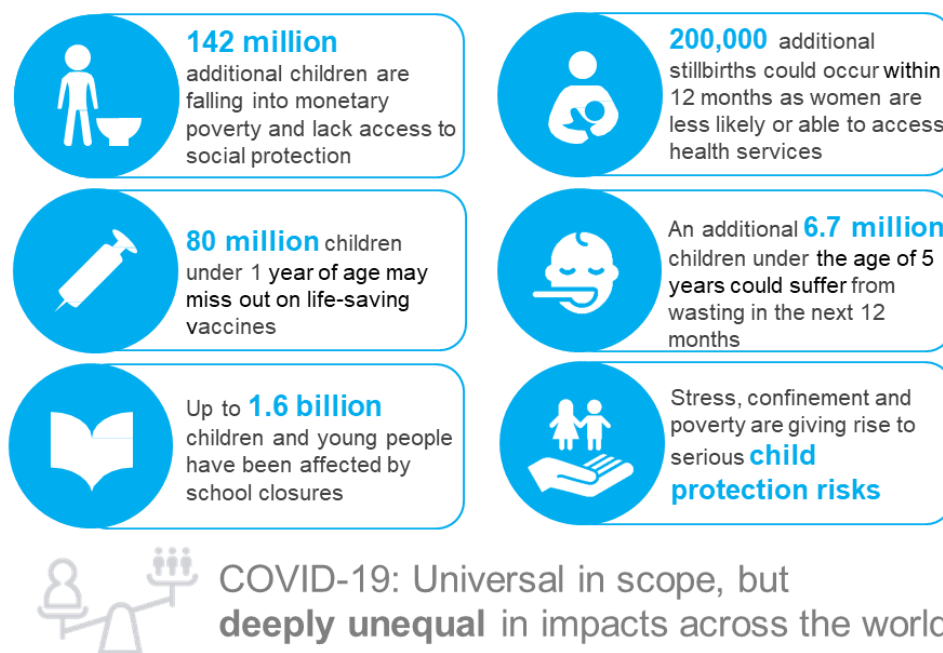 142 million
additional children are
falling into monetary
poverty and lack access to
social protection
200,000 additional
stillbirths could occur within
12 months as women are
less likely or able to access
health services
80 million children
under 1 year of age may
miss out on life-saving
vaccines
An additional 6.7 million
children under the age of 5
years could suffer from
wasting in the next 12
months
Up to 1.6 billion
children and young people
have been affected by
school closures
Stress, confinement and
poverty are giving rise to
serious child
protection risks
COVID-19: Universal in scope, but
deeply unequal in impacts across the world